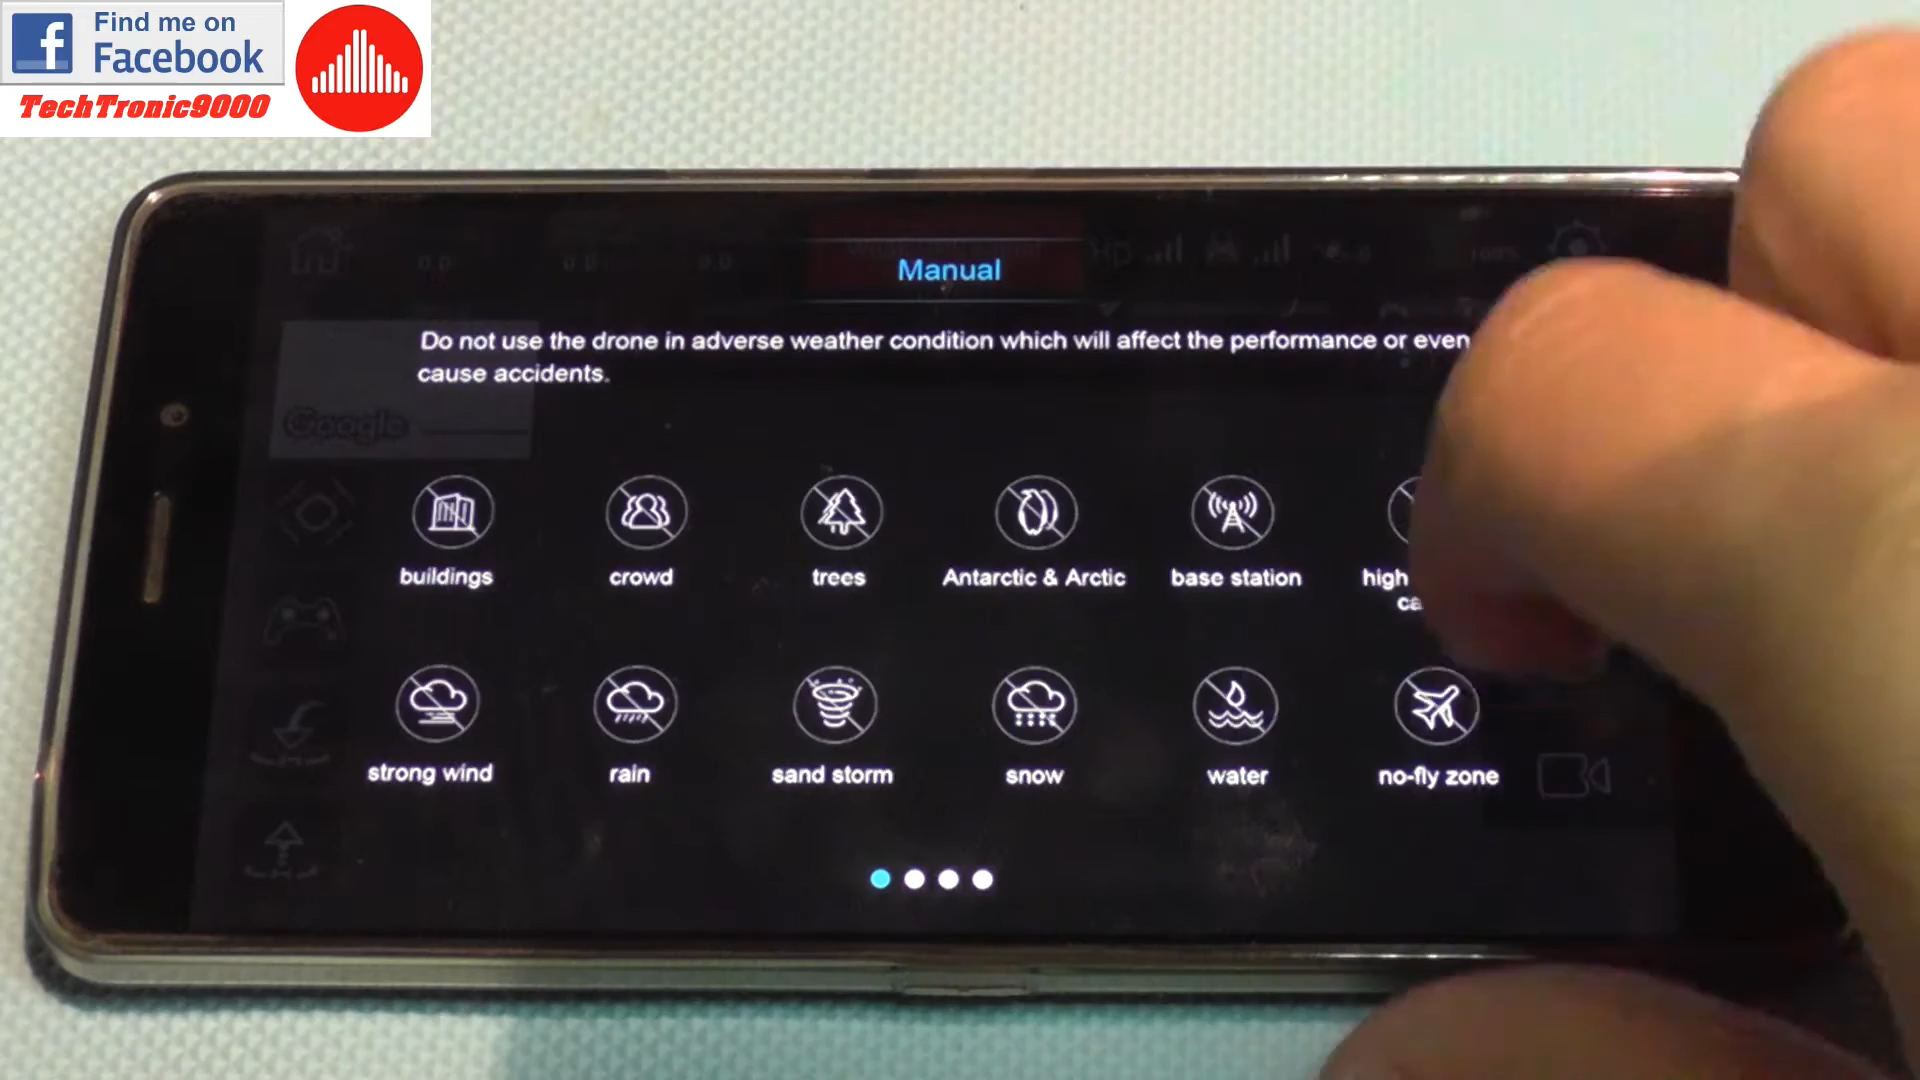 Find me on
Facebook
TechTronic9000
Manual
Do not use the drone in adverse weather condition which will affect the performance or even
cause accidents.
Google
buildings
crowd
trees
Antarctic & Arctic
base station
high
strong wind
rain
sand storm
snow
water
no-fly zone